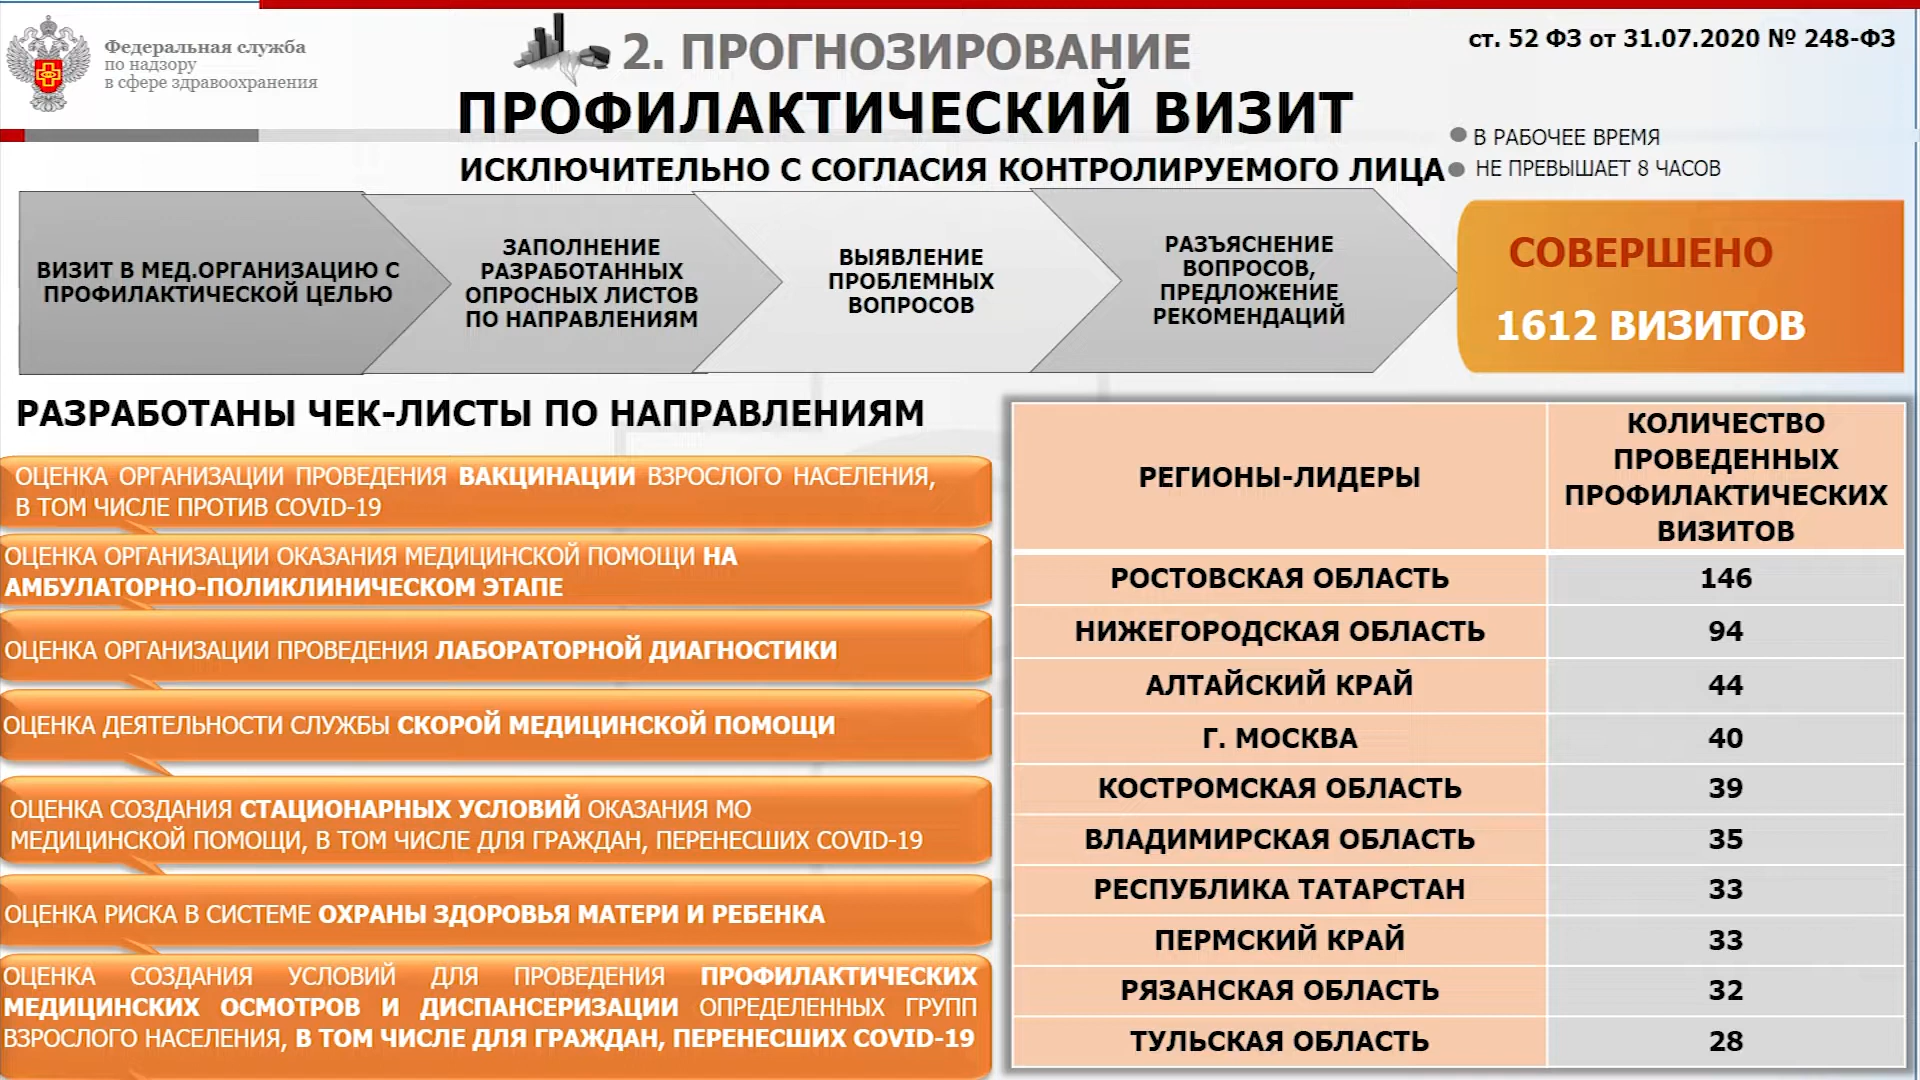 Федеральная служба
по надзору
в сфере здравоохранения
2. ПРОГНОЗИРОВАНИЕ
ст. 52 ФЗ от 31.07.2020 № 248-ФЗ
ПРОФИЛАКТИЧЕСКИЙ ВИЗИТ
ИСКЛЮЧИТЕЛЬНО С СОГЛАСИЯ КОНТРОЛИРУЕМОГО ЛИЦА
В РАБОЧЕЕ ВРЕМЯ
НЕ ПРЕВЫШАЕТ 8 ЧАСОВ
ВИЗИТ В МЕД.ОРГАНИЗАЦИЮ С
ПРОФИЛАКТИЧЕСКОЙ ЦЕЛЬЮ
ЗАПОЛНЕНИЕ
РАЗРАБОТАННЫХ
ОПРОСНЫХ ЛИСТОВ
ПО НАПРАВЛЕНИЯМ
ВЫЯВЛЕНИЕ
ПРОБЛЕМНЫХ
ВОПРОСОВ
РАЗЪЯСНЕНИЕ
ВОПРОСОВ,
ПРЕДЛОЖЕНИЕ
РЕКОМЕНДАЦИЙ
СОВЕРШЕНО
1612 ВИЗИТОВ
РАЗРАБОТАНЫ ЧЕК-ЛИСТЫ ПО НАПРАВЛЕНИЯМ
ОЦЕНКА ОРГАНИЗАЦИИ ПРОВЕДЕНИЯ ВАКЦИНАЦИИ ВЗРОСЛОГО НАСЕЛЕНИЯ,
В ТОМ ЧИСЛЕ ПРОТИВ COVID-19
ОЦЕНКА ОРГАНИЗАЦИИ ОКАЗАНИЯ МЕДИЦИНСКОЙ ПОМОЩИ НА
АМБУЛАТОРНО-ПОЛИКЛИНИЧЕСКОМ ЭТАПЕ
ОЦЕНКА ОРГАНИЗАЦИИ ПРОВЕДЕНИЯ ЛАБОРАТОРНОЙ ДИАГНОСТИКИ
ОЦЕНКА ДЕЯТЕЛЬНОСТИ СЛУЖБЫ СКОРОЙ МЕДИЦИНСКОЙ ПОМОЩИ
ОЦЕНКА СОЗДАНИЯ СТАЦИОНАРНЫХ УСЛОВИЙ ОКАЗАНИЯ МО
МЕДИЦИНСКОЙ ПОМОЩИ, В ТОМ ЧИСЛЕ ДЛЯ ГРАЖДАН, ПЕРЕНЕСШИХ COVID-19
ОЦЕНКА РИСКА В СИСТЕМЕ ОХРАНЫ ЗДОРОВЬЯ МАТЕРИ И РЕБЕНКА
ОЦЕНКА СОЗДАНИЯ УСЛОВИЙ ДЛЯ ПРОВЕДЕНИЯ ПРОФИЛАКТИЧЕСКИХ
МЕДИЦИНСКИХ ОСМОТРОВ И ДИСПАНСЕРИЗАЦИИ ОПРЕДЕЛЕННЫХ ГРУПП
ВЗРОСЛОГО НАСЕЛЕНИЯ, В ТОМ ЧИСЛЕ ДЛЯ ГРАЖДАН, ПЕРЕНЕСШИХ COVID-19
РЕГИОНЫ-ЛИДЕРЫ
КОЛИЧЕСТВО
ПРОВЕДЕННЫХ
ПРОФИЛАКТИЧЕСКИХ
ВИЗИТОВ
РОСТОВСКАЯ ОБЛАСТЬ 146
НИЖЕГОРОДСКАЯ ОБЛАСТЬ 94
АЛТАЙСКИЙ КРАЙ 44
Г. МОСКВА 40
КОСТРОМСКАЯ ОБЛАСТЬ 39
ВЛАДИМИРСКАЯ ОБЛАСТЬ 35
РЕСПУБЛИКА ТАТАРСТАН 33
ПЕРМСКИЙ КРАЙ 33
РЯЗАНСКАЯ ОБЛАСТЬ 32
ТУЛЬСКАЯ ОБЛАСТЬ 28